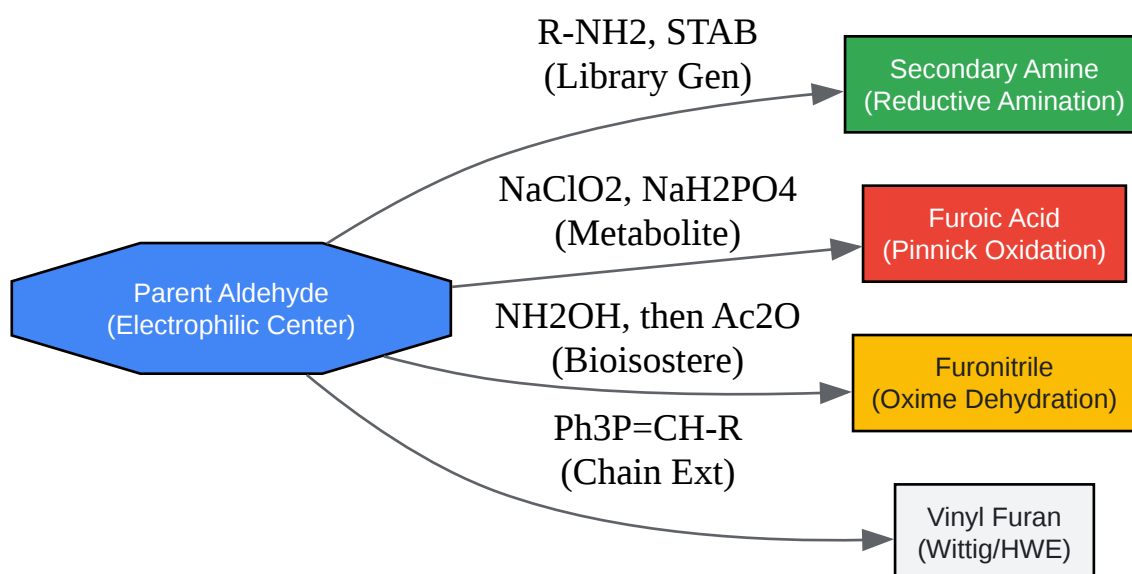 R-NH2, STAB
(Library Gen)
Secondary Amine
(Reductive Amination)
NaClO2, NaH2PO4
(Metabolite)
Furoic Acid
(Pinnick Oxidation)
Parent Aldehyde
(Electrophilic Center)
NH2OH, then Ac2O
(Bioisostere)
Furonitrile
(Oxime Dehydration)
Ph3P=CH-R
(Chain Ext)
Vinyl Furan
(Wittig/HWE)